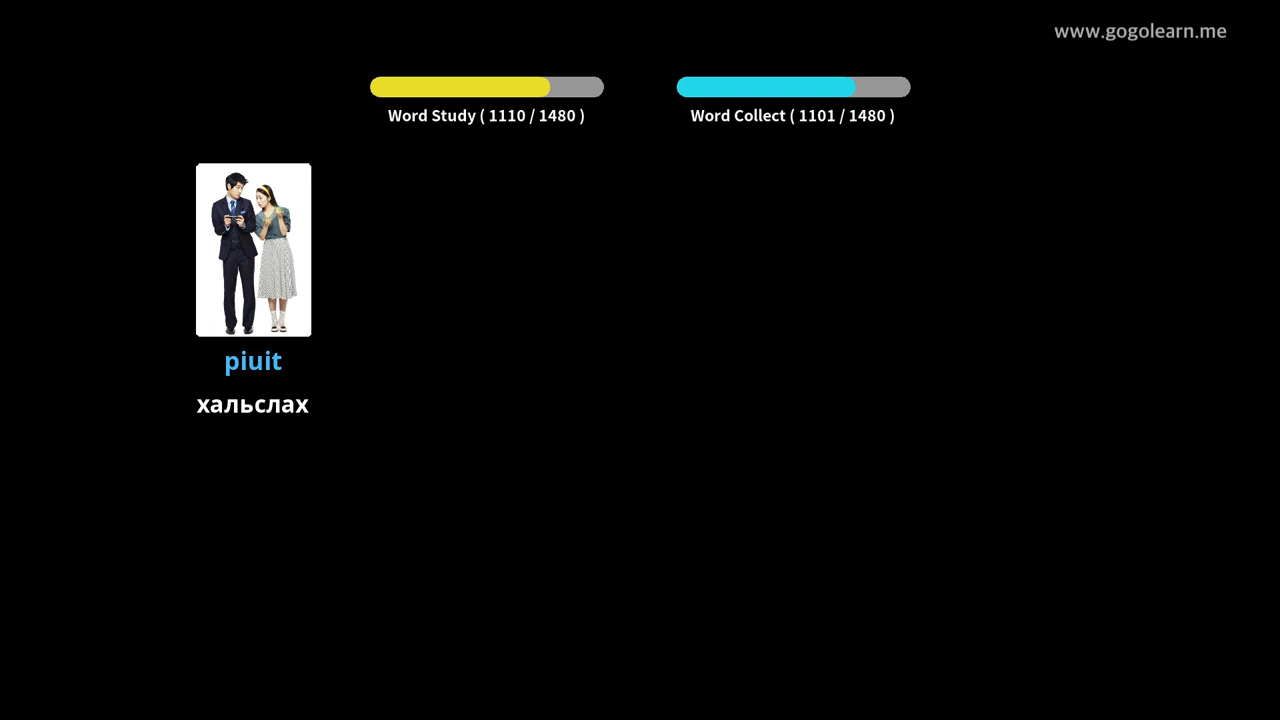 www.gogolearn.me
Word Study ( 1110 / 1480 )
Word Collect ( 1101 / 1480 )
piuit
хальслах